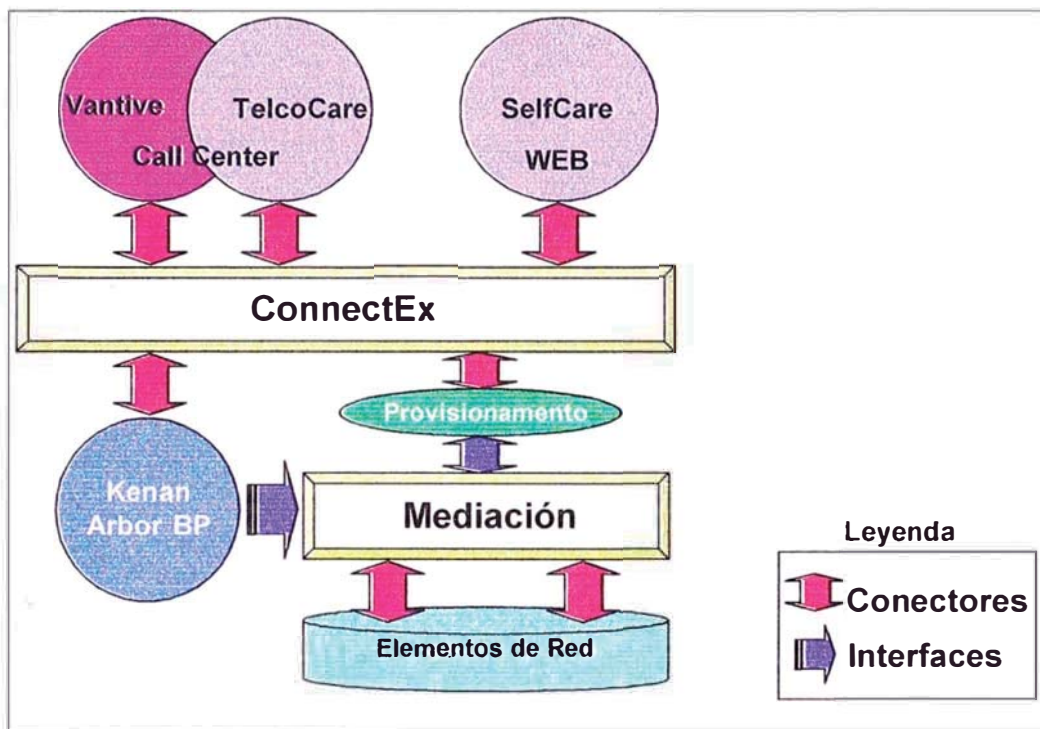 Vantive
TelcoCare
Call Center
SelfCare
WEB
ConnectEx
Provisionamento
Kenan
Arbor BP
Mediación
Elementos de Red
Leyenda
Conectores
Interfaces